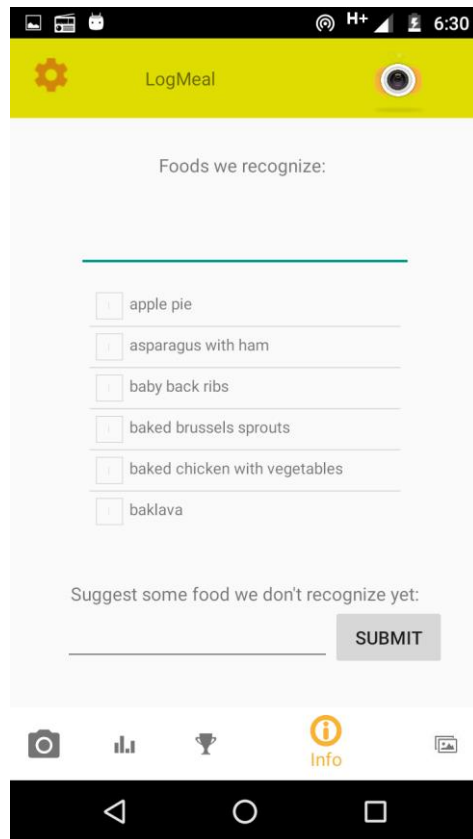 H+ 6:30
LogMeal
Foods we recognize:
apple pie
asparagus with ham
baby back ribs
baked brussels sprouts
baked chicken with vegetables
baklava
Suggest some food we don't recognize yet:
SUBMIT
Info